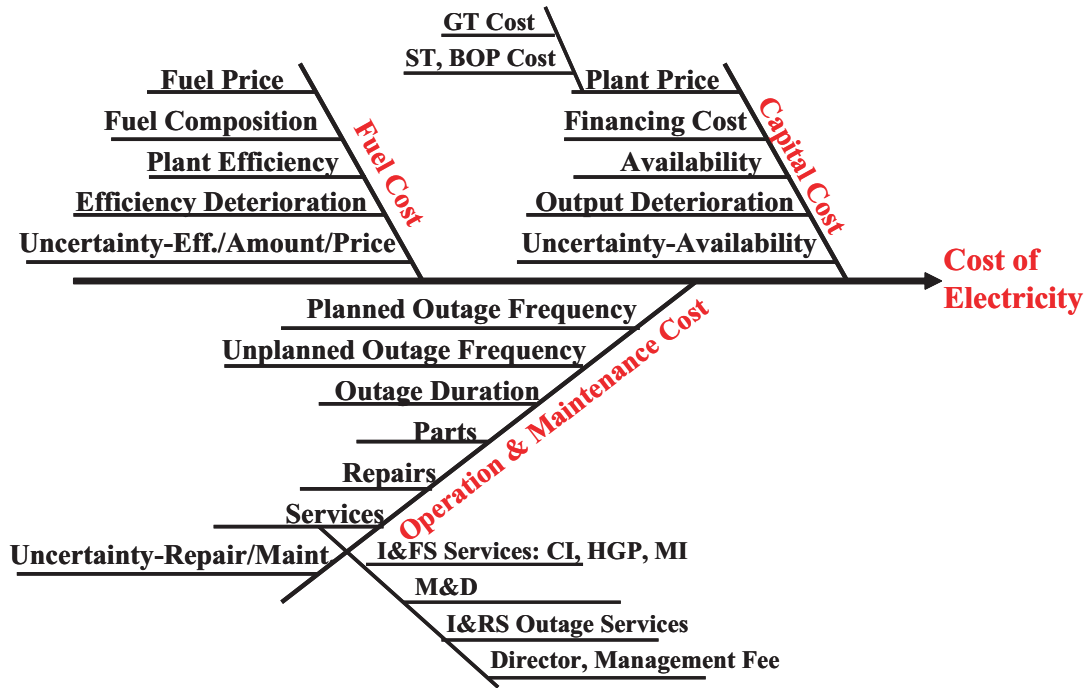 GT Cost
ST, BOP Cost
Fuel Price
Plant Price
Fuel Composition
Financing Cost
Plant Efficiency
Availability
Efficiency Deterioration
Output Deterioration
Uncertainty-Eff./Amount/Price
Uncertainty-Availability
Fuel Cost
Capital Cost
Cost of
Electricity
Planned Outage Frequency
Unplanned Outage Frequency
Outage Duration
Parts
Repairs
Services
Uncertainty-Repair/Maint.
Operation & Maintenance Cost
I&FS Services: CI, HGP, MI
M&D
I&RS Outage Services
Director, Management Fee